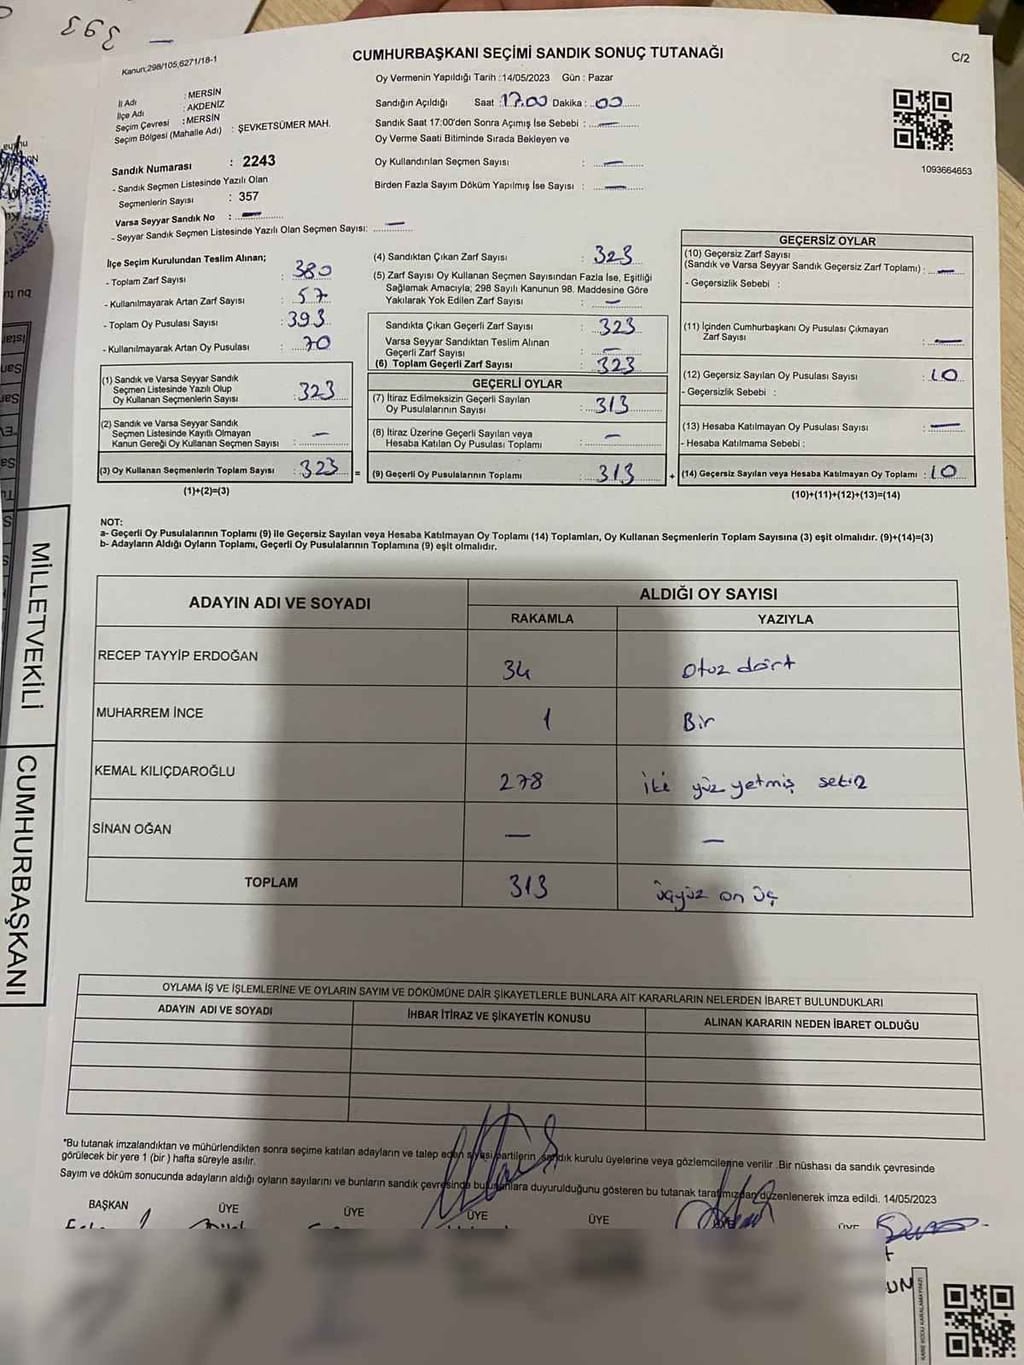 393
Kanun;298/105,6271/18-1
CUMHURBAŞKANI SEÇİMİ SANDIK SONUÇ TUTANAĞI
C/2
Oy Vermenin Yapıldığı Tarih :14/05/2023 Gün : Pazar
İl Adı : MERSİN
İlçe Adı : AKDENİZ
Seçim Çevresi : MERSİN
Seçim Bölgesi (Mahalle Adı) : ŞEVKETSÜMER MAH.
Sandığın Açıldığı Saat :17.00 Dakika : 00
Sandık Saat 17:00'den Sonra Açımış İse Sebebi : —
Oy Verme Saati Bitiminde Sırada Bekleyen ve
Oy Kullandırılan Seçmen Sayısı : —
Birden Fazla Sayım Döküm Yapılmış İse Sayısı : —
1093664653
Sandık Numarası : 2243
- Sandık Seçmen Listesinde Yazılı Olan
Seçmenlerin Sayısı : 357
Varsa Seyyar Sandık No : —
- Seyyar Sandık Seçmen Listesinde Yazılı Olan Seçmen Sayısı: —
İlçe Seçim Kurulundan Teslim Alınan;
- Toplam Zarf Sayısı : 380
- Kullanılmayarak Artan Zarf Sayısı : 57
- Toplam Oy Pusulası Sayısı : 393
- Kullanılmayarak Artan Oy Pusulası : 70
(1) Sandık ve Varsa Seyyar Sandık
Seçmen Listesinde Yazılı Olup
Oy Kullanan Seçmenlerin Sayısı : 323
(2) Sandık ve Varsa Seyyar Sandık
Seçmen Listesinde Kayıtlı Olmayan
Kanun Gereği Oy Kullanan Seçmen Sayısı : —
(3) Oy Kullanan Seçmenlerin Toplam Sayısı : 323 =
(1)+(2)=(3)
(4) Sandıktan Çıkan Zarf Sayısı : 323
(5) Zarf Sayısı Oy Kullanan Seçmen Sayısından Fazla İse, Eşitliği
Sağlamak Amacıyla; 298 Sayılı Kanunun 98. Maddesine Göre
Yakılarak Yok Edilen Zarf Sayısı : —
Sandıkta Çıkan Geçerli Zarf Sayısı : 323
Varsa Seyyar Sandıktan Teslim Alınan
Geçerli Zarf Sayısı : —
(6) Toplam Geçerli Zarf Sayısı : 323
GEÇERLİ OYLAR
(7) İtiraz Edilmeksizin Geçerli Sayılan
Oy Pusulalarının Sayısı : 313
(8) İtiraz Üzerine Geçerli Sayılan veya
Hesaba Katılan Oy Pusulası Toplamı : —
(9) Geçerli Oy Pusulalarının Toplamı : 313 +
GEÇERSİZ OYLAR
(10) Geçersiz Zarf Sayısı
(Sandık ve Varsa Seyyar Sandık Geçersiz Zarf Toplamı) : —
- Geçersizlik Sebebi :
(11) İçinden Cumhurbaşkanı Oy Pusulası Çıkmayan
Zarf Sayısı : —
(12) Geçersiz Sayılan Oy Pusulası Sayısı : 10
- Geçersizlik Sebebi :
(13) Hesaba Katılmayan Oy Pusulası Sayısı : —
- Hesaba Katılmama Sebebi :
(14) Geçersiz Sayılan veya Hesaba Katılmayan Oy Toplamı : 10
(10)+(11)+(12)+(13)=(14)
NOT:
a- Geçerli Oy Pusulalarının Toplamı (9) ile Geçersiz Sayılan veya Hesaba Katılmayan Oy Toplamı (14) Toplamları, Oy Kullanan Seçmenlerin Toplam Sayısına (3) eşit olmalıdır. (9)+(14)=(3)
b- Adayların Aldığı Oyların Toplamı, Geçerli Oy Pusulalarının Toplamına (9) eşit olmalıdır.
ADAYIN ADI VE SOYADI
ALDIĞI OY SAYISI
RAKAMLA YAZIYLA
RECEP TAYYİP ERDOĞAN 34 Otuz dört
MUHARREM İNCE 1 Bir
KEMAL KILIÇDAROĞLU 278 iki yüz yetmiş sekiz
SİNAN OĞAN — —
TOPLAM 313 üçyüz on üç
OYLAMA İŞ VE İŞLEMLERİNE VE OYLARIN SAYIM VE DÖKÜMÜNE DAİR ŞİKAYETLERLE BUNLARA AİT KARARLARIN NELERDEN İBARET BULUNDUKLARI
ADAYIN ADI VE SOYADI İHBAR İTİRAZ VE ŞİKAYETİN KONUSU ALINAN KARARIN NEDEN İBARET OLDUĞU
"Bu tutanak imzalandıktan ve mühürlendikten sonra seçime katılan adayların ve talep eden siyasi partilerin, sandık kurulu üyelerine veya gözlemcilerine verilir .Bir nüshası da sandık çevresinde
görülecek bir yere 1 (bir ) hafta süreyle asılır.
Sayım ve döküm sonucunda adayların aldığı oyların sayılarını ve bunların sandık çevresinde bulunanlara duyurulduğunu gösteren bu tutanak tarafımızdan düzenlenerek imza edildi. 14/05/2023
BAŞKAN ÜYE ÜYE ÜYE ÜYE ÜYE ÜYE
MİLLETVEKİLİ
CUMHURBAŞKANI